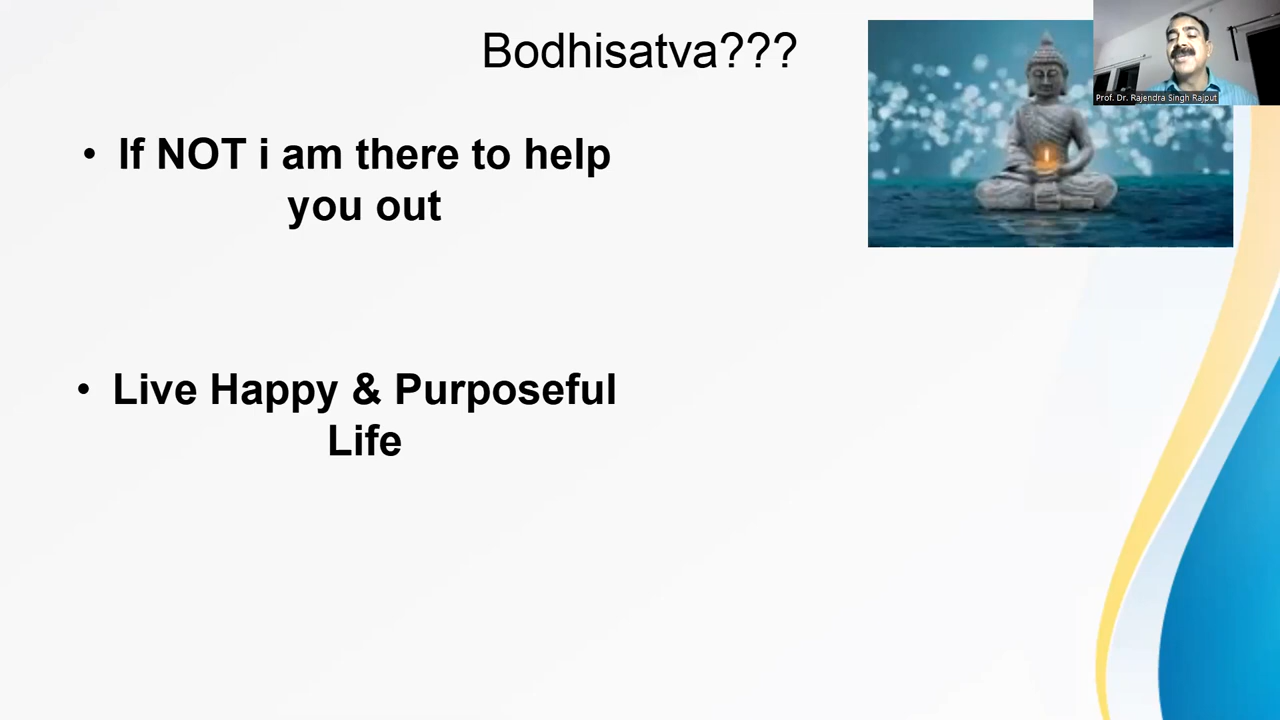 Bodhisatva???
Prof. Dr. Rajendra Singh Rajput
• If NOT i am there to help
you out
• Live Happy & Purposeful
Life